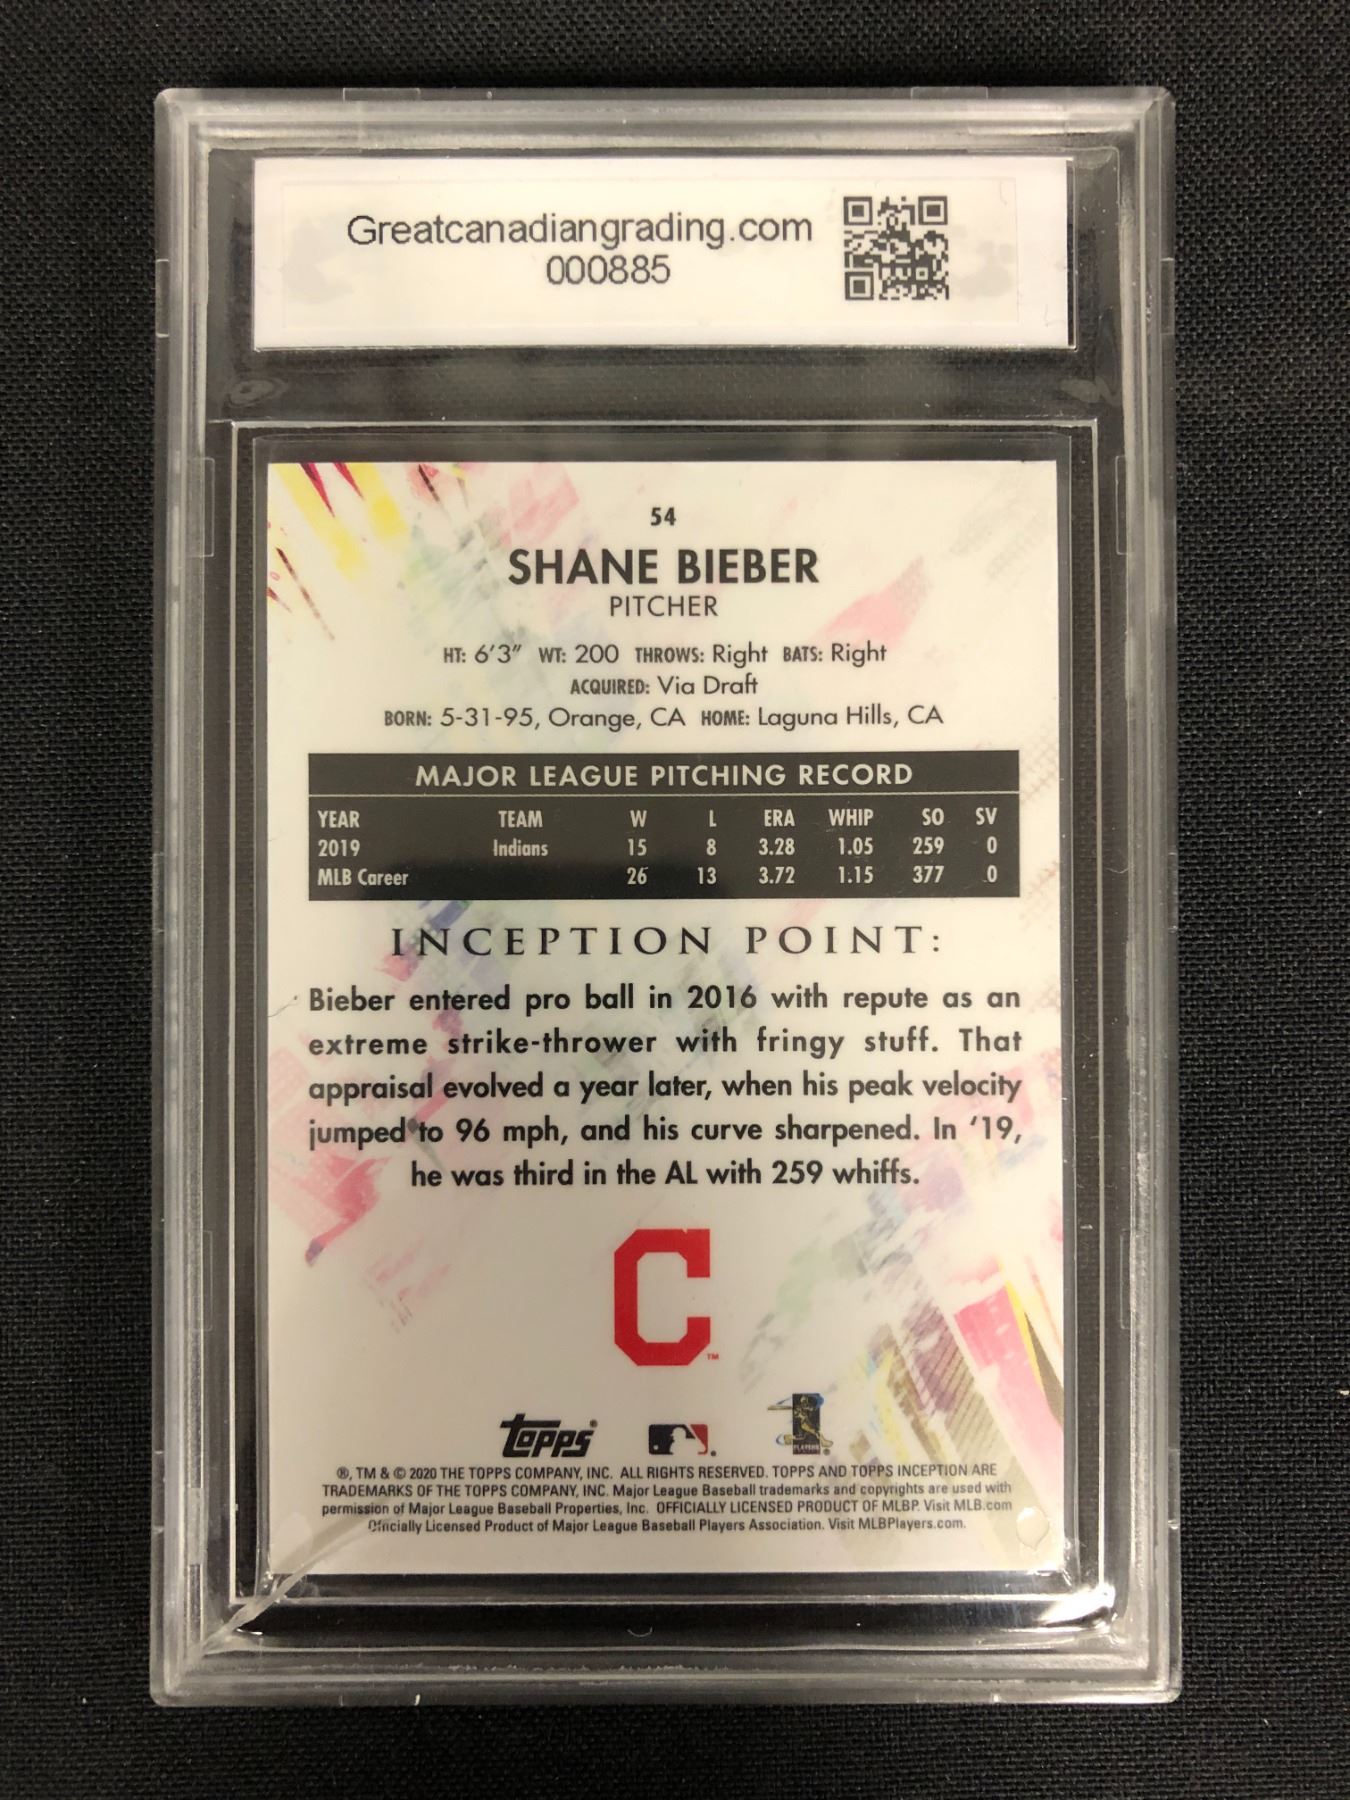 Greatcanadiangrading.com
000885
54
SHANE BIEBER
PITCHER
HT: 6'3" WT: 200 THROWS: Right BATS: Right
ACQUIRED: Via Draft
BORN: 5-31-95, Orange, CA HOME: Laguna Hills, CA
MAJOR LEAGUE PITCHING RECORD
YEAR TEAM W L ERA WHIP SO SV
2019 Indians 15 8 3.28 1.05 259 0
MLB Career 26 13 3.72 1.15 377 0
INCEPTION POINT:
Bieber entered pro ball in 2016 with repute as an
extreme strike-thrower with fringy stuff. That
appraisal evolved a year later, when his peak velocity
jumped to 96 mph, and his curve sharpened. In '19,
he was third in the AL with 259 whiffs.
C™
Topps® ® PLAYERS ®
®, TM & © 2020 THE TOPPS COMPANY, INC. ALL RIGHTS RESERVED. TOPPS AND TOPPS INCEPTION ARE
TRADEMARKS OF THE TOPPS COMPANY, INC. Major League Baseball trademarks and copyrights are used with
permission of Major League Baseball Properties, Inc. OFFICIALLY LICENSED PRODUCT OF MLBP. Visit MLB.com
Officially Licensed Product of Major League Baseball Players Association. Visit MLBPlayers.com.